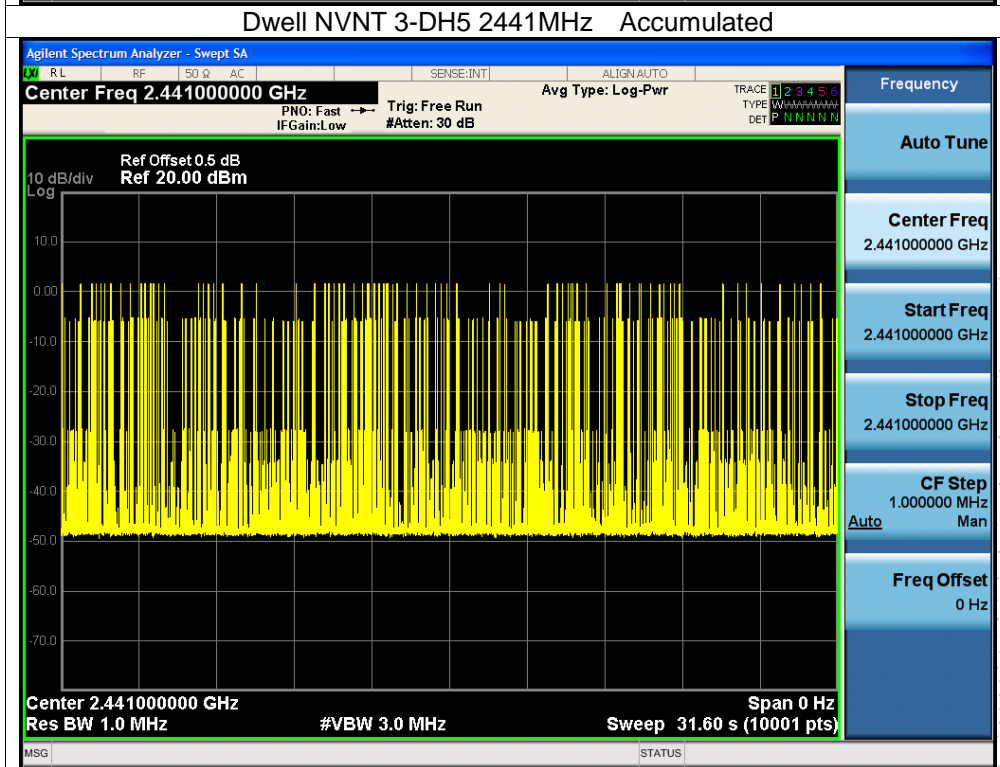 Dwell NVNT 3-DH5 2441MHz Accumulated
Agilent Spectrum Analyzer - Swept SA
LXI RL RF 50 Ω AC SENSE:INT ALIGN AUTO
Center Freq 2.441000000 GHz
PNO: Fast
IFGain:Low
Trig: Free Run
#Atten: 30 dB
Avg Type: Log-Pwr
TRACE 1 2 3 4 5 6
TYPE W
DET P N N N N N
Ref Offset 0.5 dB
10 dB/div Ref 20.00 dBm
Log
10.0
0.00
-10.0
-20.0
-30.0
-40.0
-50.0
-60.0
-70.0
Center 2.441000000 GHz Span 0 Hz
Res BW 1.0 MHz #VBW 3.0 MHz Sweep 31.60 s (10001 pts)
MSG STATUS
Frequency
Auto Tune
Center Freq
2.441000000 GHz
Start Freq
2.441000000 GHz
Stop Freq
2.441000000 GHz
CF Step
1.000000 MHz
Auto Man
Freq Offset
0 Hz